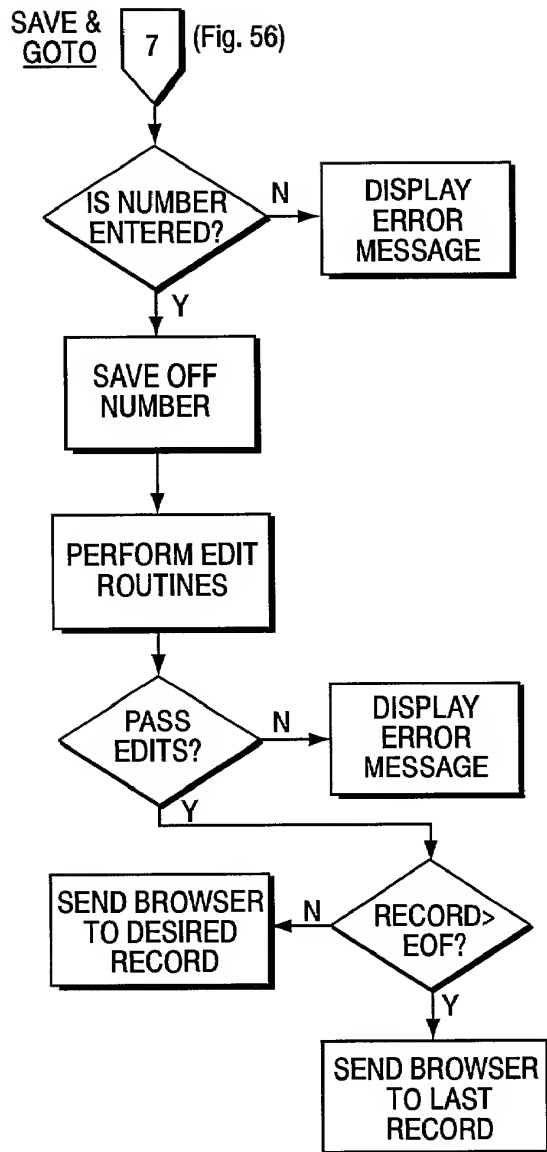 SAVE &
GOTO
7
(Fig. 56)
IS NUMBER
ENTERED?
N
DISPLAY
ERROR
MESSAGE
Y
SAVE OFF
NUMBER
PERFORM EDIT
ROUTINES
PASS
EDITS?
N
DISPLAY
ERROR
MESSAGE
Y
SEND BROWSER
TO DESIRED
RECORD
N
RECORD>
EOF?
Y
SEND BROWSER
TO LAST
RECORD